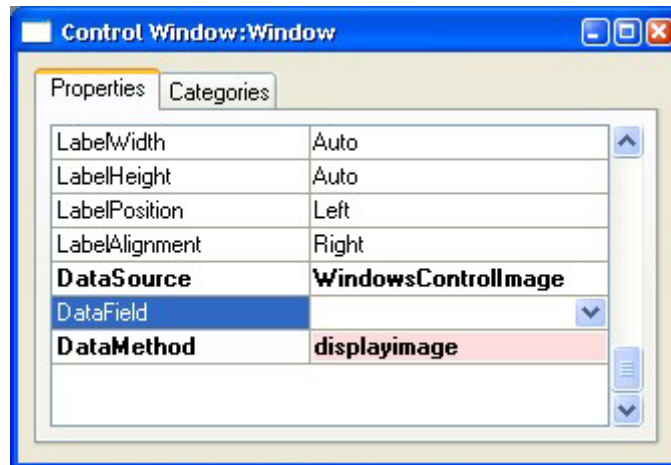 Control Window:Window
Properties Categories
LabelWidth Auto
LabelHeight Auto
LabelPosition Left
LabelAlignment Right
DataSource WindowsControlImage
DataField
DataMethod displayimage